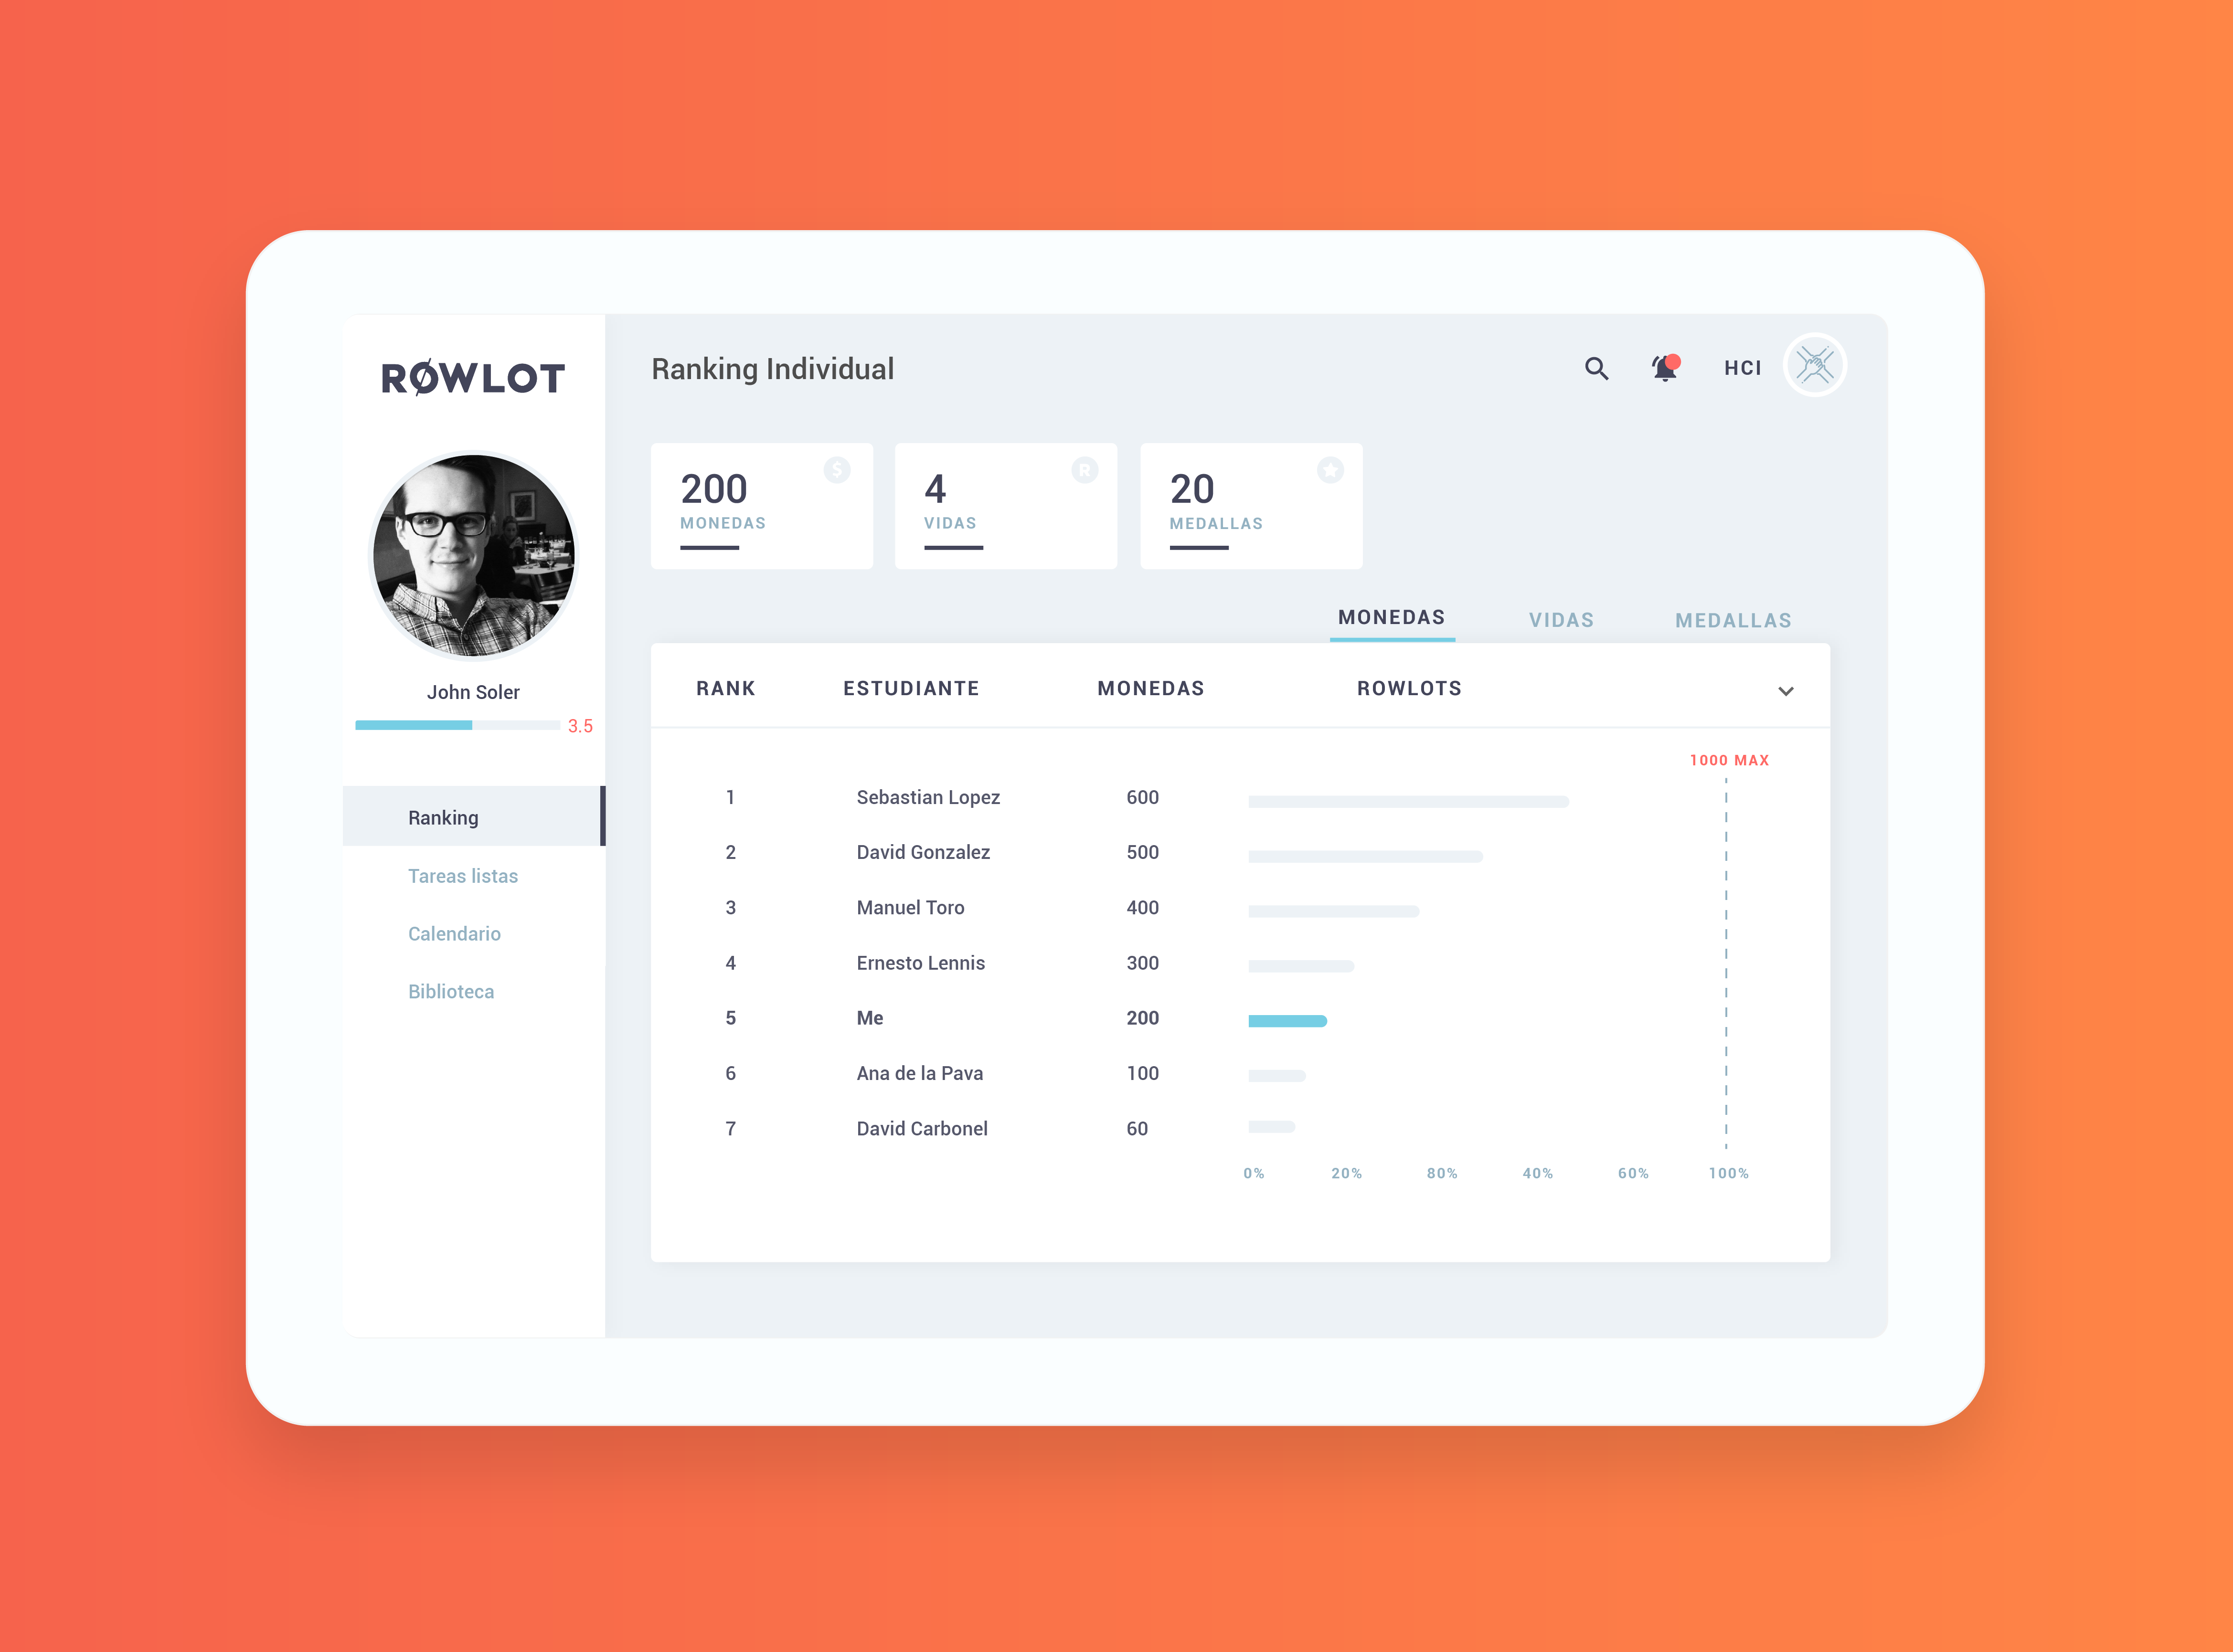 RØWLOT
John Soler
3.5
Ranking
Tareas listas
Calendario
Biblioteca
Ranking Individual
HCI
200
MONEDAS
$
4
VIDAS
R
20
MEDALLAS
MONEDAS VIDAS MEDALLAS
RANK ESTUDIANTE MONEDAS ROWLOTS
1000 MAX
1 Sebastian Lopez 600
2 David Gonzalez 500
3 Manuel Toro 400
4 Ernesto Lennis 300
5 Me 200
6 Ana de la Pava 100
7 David Carbonel 60
0% 20% 80% 40% 60% 100%